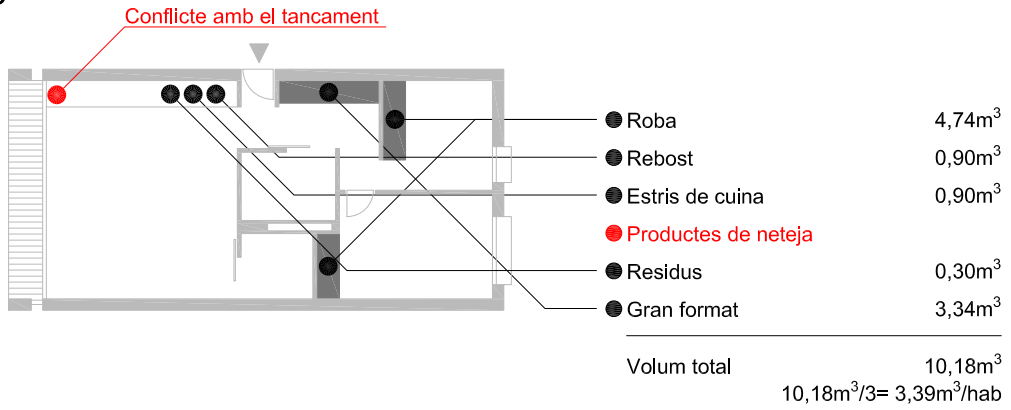 Conflicte amb el tancament
Roba 4,74m³
Rebost 0,90m³
Estris de cuina 0,90m³
Productes de neteja
Residus 0,30m³
Gran format 3,34m³
Volum total 10,18m³
10,18m³/3= 3,39m³/hab